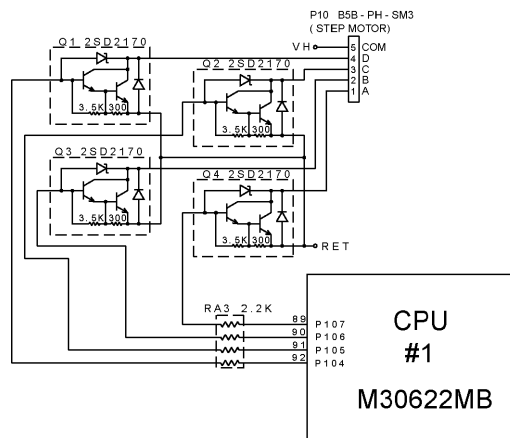 P10 B5B-PH-SM3
(STEP MOTOR)
Q1 2SD2170
VH
5 COM
4 D
3 C
2 B
1 A
Q2 2SD2170
3.5K 300
3.5K 300
Q3 2SD2170
Q4 2SD2170
3.5K 300
3.5K 300
RET
RA3 2.2K
89 P107
90 P106
91 P105
92 P104
CPU
#1
M30622MB